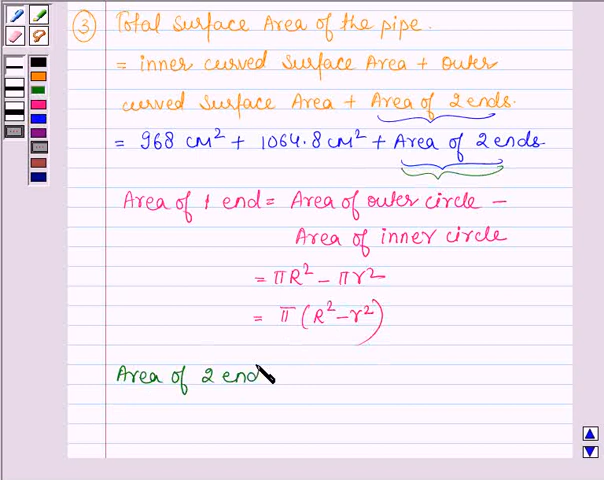 ③ Total Surface Area of the pipe.
= inner curved Surface Area + Outer
curved Surface Area + Area of 2 ends.
= 968 cm² + 1064.8 cm² + Area of 2 ends.
Area of 1 end = Area of outer circle –
Area of inner circle
= πR² – πr²
= π (R² – r²)
Area of 2 end